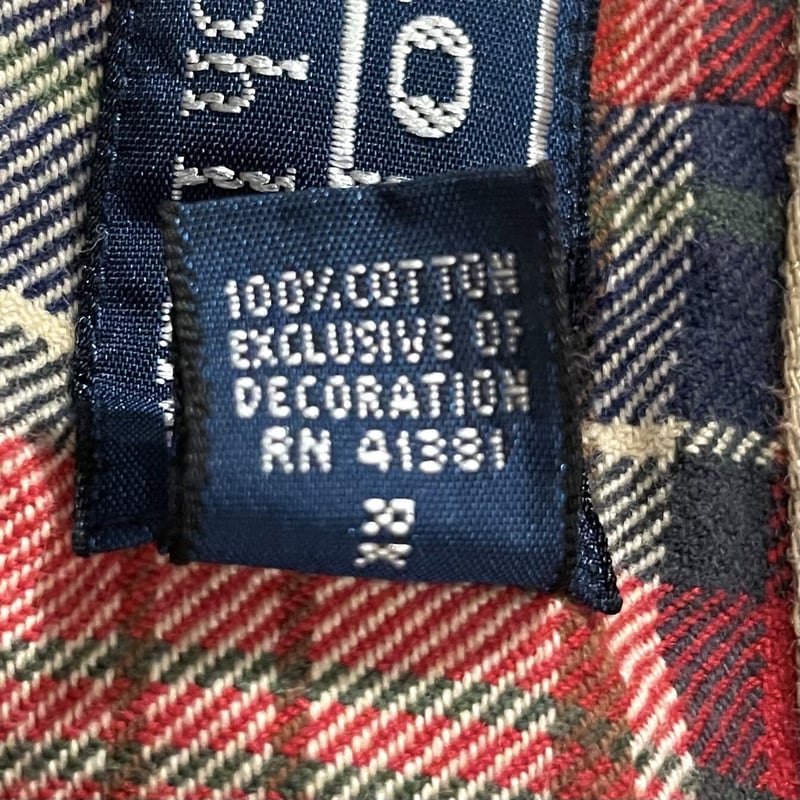 100% COTTON
EXCLUSIVE OF
DECORATION
RN 41381